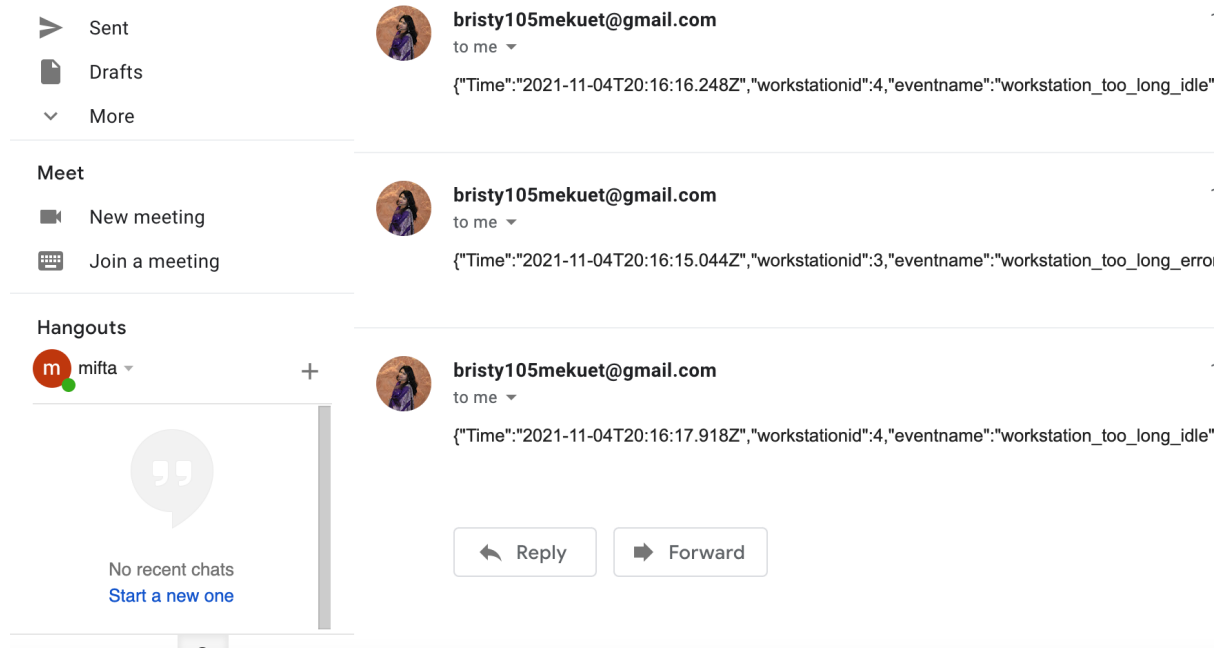 Sent
Drafts
More
Meet
New meeting
Join a meeting
Hangouts
m mifta
No recent chats
Start a new one
bristy105mekuet@gmail.com
to me
{"Time":"2021-11-04T20:16:16.248Z","workstationid":4,"eventname":"workstation_too_long_idle"
bristy105mekuet@gmail.com
to me
{"Time":"2021-11-04T20:16:15.044Z","workstationid":3,"eventname":"workstation_too_long_error
bristy105mekuet@gmail.com
to me
{"Time":"2021-11-04T20:16:17.918Z","workstationid":4,"eventname":"workstation_too_long_idle"
Reply
Forward